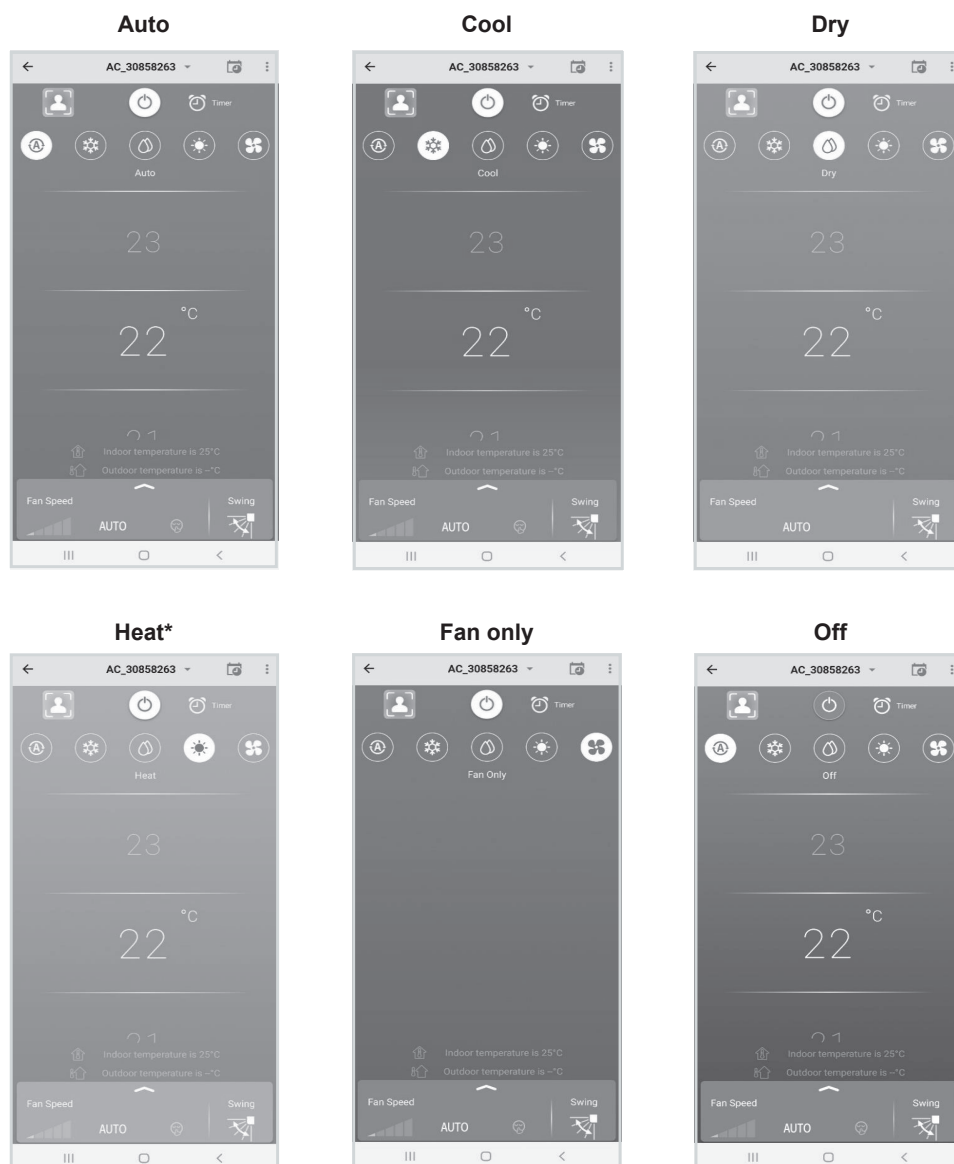 Auto
AC_30858263
Timer
A
Auto
23
°C
22
21
Indoor temperature is 25°C
Outdoor temperature is --°C
Fan Speed
Swing
AUTO
Cool
AC_30858263
Timer
A
Cool
23
°C
22
21
Indoor temperature is 25°C
Outdoor temperature is --°C
Fan Speed
Swing
AUTO
Dry
AC_30858263
Timer
A
Dry
23
°C
22
21
Indoor temperature is 25°C
Outdoor temperature is --°C
Fan Speed
Swing
AUTO
Heat*
AC_30858263
Timer
A
Heat
23
°C
22
21
Indoor temperature is 25°C
Outdoor temperature is --°C
Fan Speed
Swing
AUTO
Fan only
AC_30858263
Timer
A
Fan Only
Indoor temperature is 25°C
Outdoor temperature is --°C
Fan Speed
Swing
AUTO
Off
AC_30858263
Timer
A
Off
23
°C
22
21
Indoor temperature is 25°C
Outdoor temperature is --°C
Fan Speed
Swing
AUTO